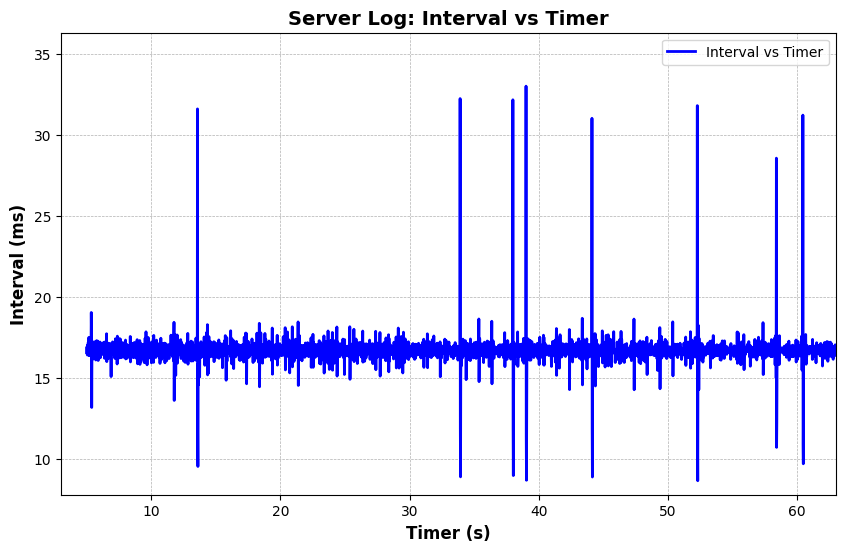 Server Log: Interval vs Timer
Interval vs Timer
Interval (ms)
35
30
25
20
15
10
10 20 30 40 50 60
Timer (s)